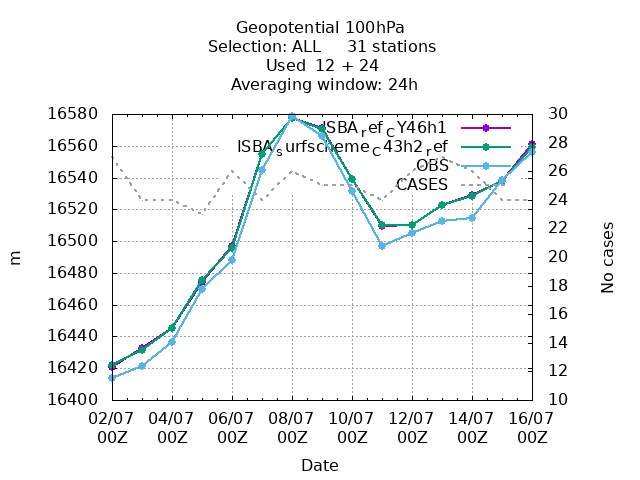 Geopotential 100hPa
Selection: ALL 31 stations
Used 12 + 24
Averaging window: 24h
16580
16560
16540
16520
16500
16480
16460
16440
16420
16400
m
ISBA_ref_CY46h1
ISBA_surfscheme_C43h2_ref
OBS
CASES
30
28
26
24
22
20
18
16
14
12
10
No cases
02/07 04/07 06/07 08/07 10/07 12/07 14/07 16/07
00Z 00Z 00Z 00Z 00Z 00Z 00Z 00Z
Date